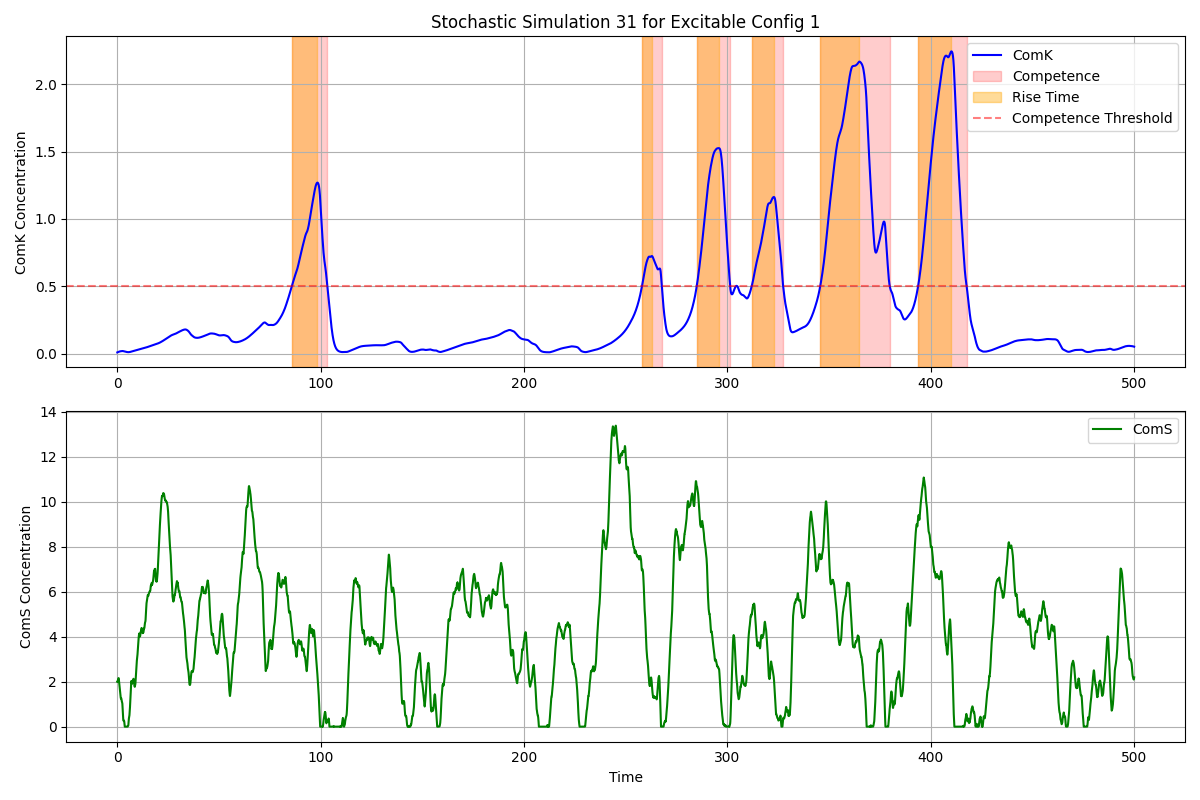 Stochastic Simulation 31 for Excitable Config 1
ComK Concentration
2.0
1.5
1.0
0.5
0.0
ComK
Competence
Rise Time
Competence Threshold
0 100 200 300 400 500
ComS Concentration
14
12
10
8
6
4
2
0
ComS
0 100 200 300 400 500
Time